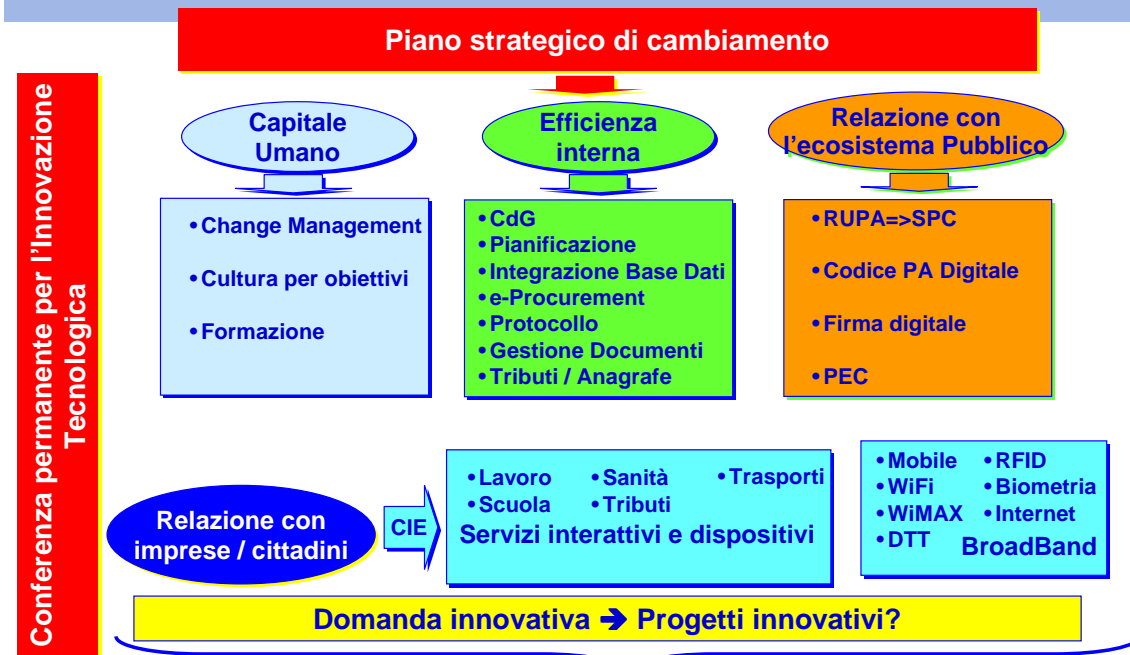 Piano strategico di cambiamento
Conferenza permanente per l'Innovazione
Tecnologica
Capitale
Umano
•Change Management
•Cultura per obiettivi
•Formazione
Efficienza
interna
•CdG
•Pianificazione
•Integrazione Base Dati
•e-Procurement
•Protocollo
•Gestione Documenti
•Tributi / Anagrafe
Relazione con
l'ecosistema Pubblico
•RUPA=>SPC
•Codice PA Digitale
•Firma digitale
•PEC
Relazione con
imprese / cittadini
CIE
•Lavoro •Sanità •Trasporti
•Scuola •Tributi
Servizi interattivi e dispositivi
•Mobile •RFID
•WiFi •Biometria
•WiMAX •Internet
•DTT BroadBand
Domanda innovativa ➔ Progetti innovativi?